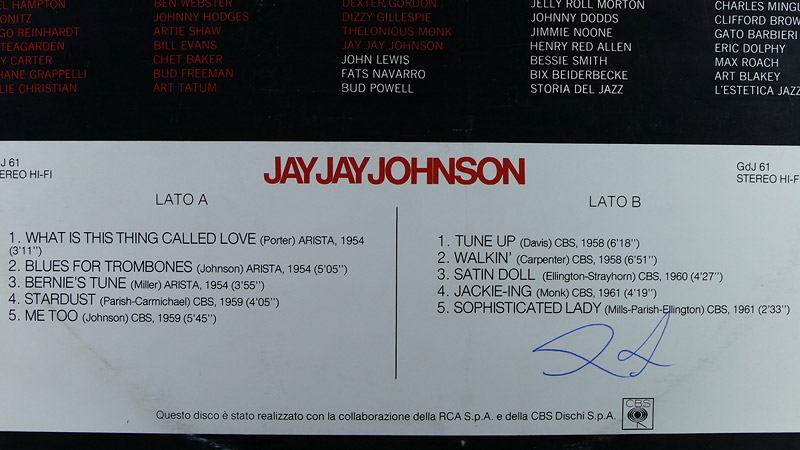 EL HAMPTON
BEN WEBSTER
DEXTER GORDON
JELLY ROLL MORTON
CHARLES MINGU
ONITZ
JOHNNY HODGES
DIZZY GILLESPIE
JOHNNY DODDS
CLIFFORD BROW
GO REINHARDT
ARTIE SHAW
THELONIOUS MONK
JIMMIE NOONE
GATO BARBIERI
TEAGARDEN
BILL EVANS
JAY JAY JOHNSON
HENRY RED ALLEN
ERIC DOLPHY
Y CARTER
CHET BAKER
JOHN LEWIS
BESSIE SMITH
MAX ROACH
HANE GRAPPELLI
BUD FREEMAN
FATS NAVARRO
BIX BEIDERBECKE
ART BLAKEY
LIE CHRISTIAN
ART TATUM
BUD POWELL
STORIA DEL JAZZ
L'ESTETICA JAZZ
J 61
EREO HI-FI
JAY JAY JOHNSON
GdJ 61
STEREO HI-F
LATO A
1. WHAT IS THIS THING CALLED LOVE (Porter) ARISTA, 1954
(3'11'')
2. BLUES FOR TROMBONES (Johnson) ARISTA, 1954 (5'05'')
3. BERNIE'S TUNE (Miller) ARISTA, 1954 (3'55'')
4. STARDUST (Parish-Carmichael) CBS, 1959 (4'05'')
5. ME TOO (Johnson) CBS, 1959 (5'45'')
LATO B
1. TUNE UP (Davis) CBS, 1958 (6'18'')
2. WALKIN' (Carpenter) CBS, 1958 (6'51'')
3. SATIN DOLL (Ellington-Strayhorn) CBS, 1960 (4'27'')
4. JACKIE-ING (Monk) CBS, 1961 (4'19'')
5. SOPHISTICATED LADY (Mills-Parish-Ellington) CBS, 1961 (2'33'')
Questo disco è stato realizzato con la collaborazione della RCA S.p.A. e della CBS Dischi S.p.A.
CBS